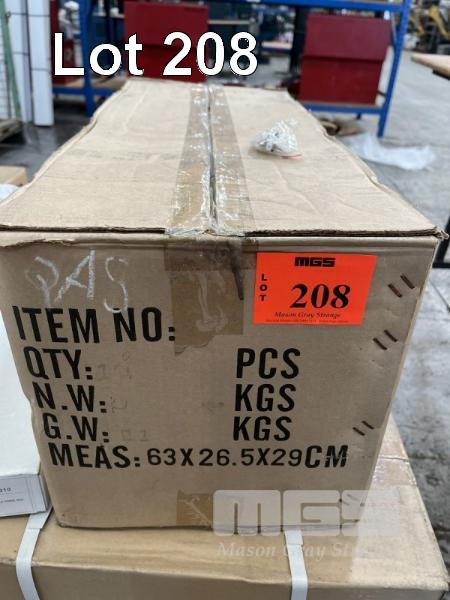 Lot 208
MGS
LOT
208
Mason Gray Strange
ITEM NO:
QTY: PCS
N.W: KGS
G.W: KGS
MEAS: 63X26.5X29CM
MGS
Mason Gray Strange